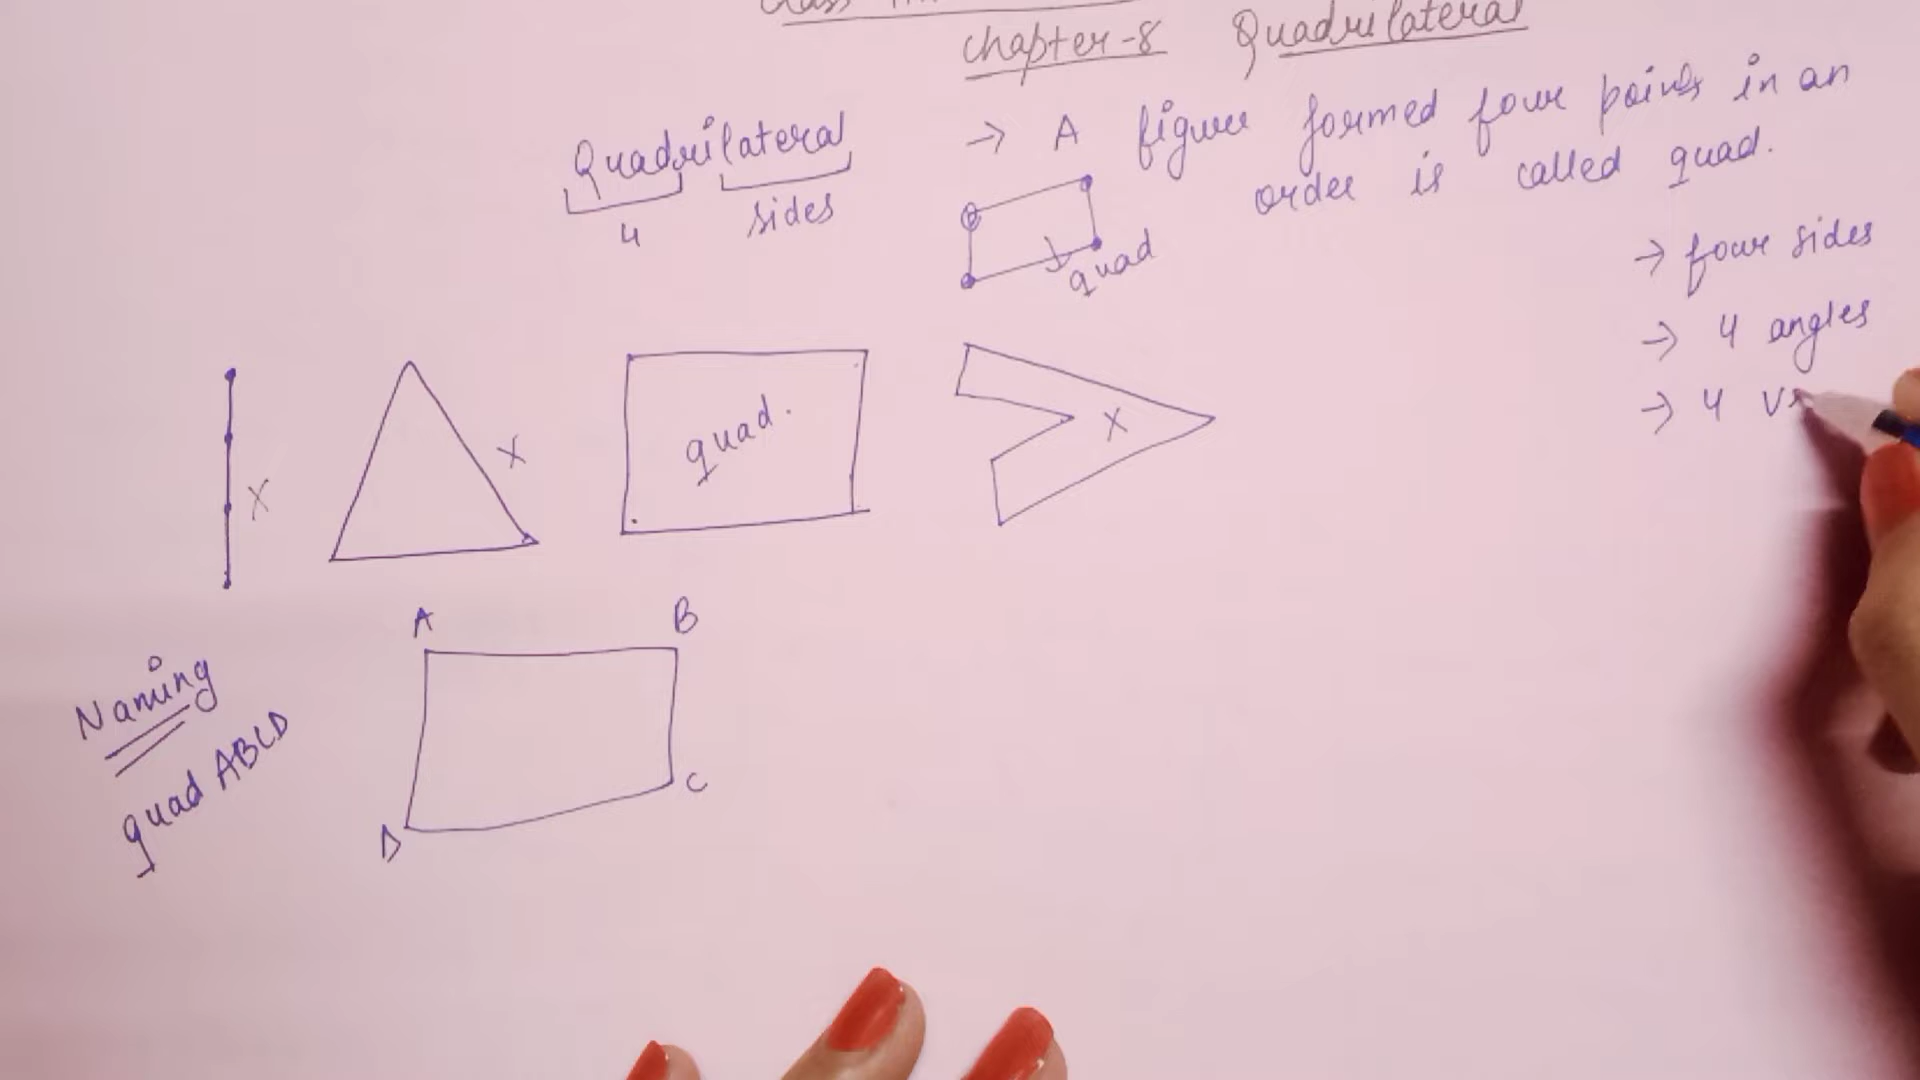 chapter-8 Quadrilateral
Quadrilateral
4 sides
→ A figure formed four points in an
order is called quad.
quad
→ four sides
→ 4 angles
→ 4 v
X
X
quad.
X
Naming
quad ABCD
A
B
C
D